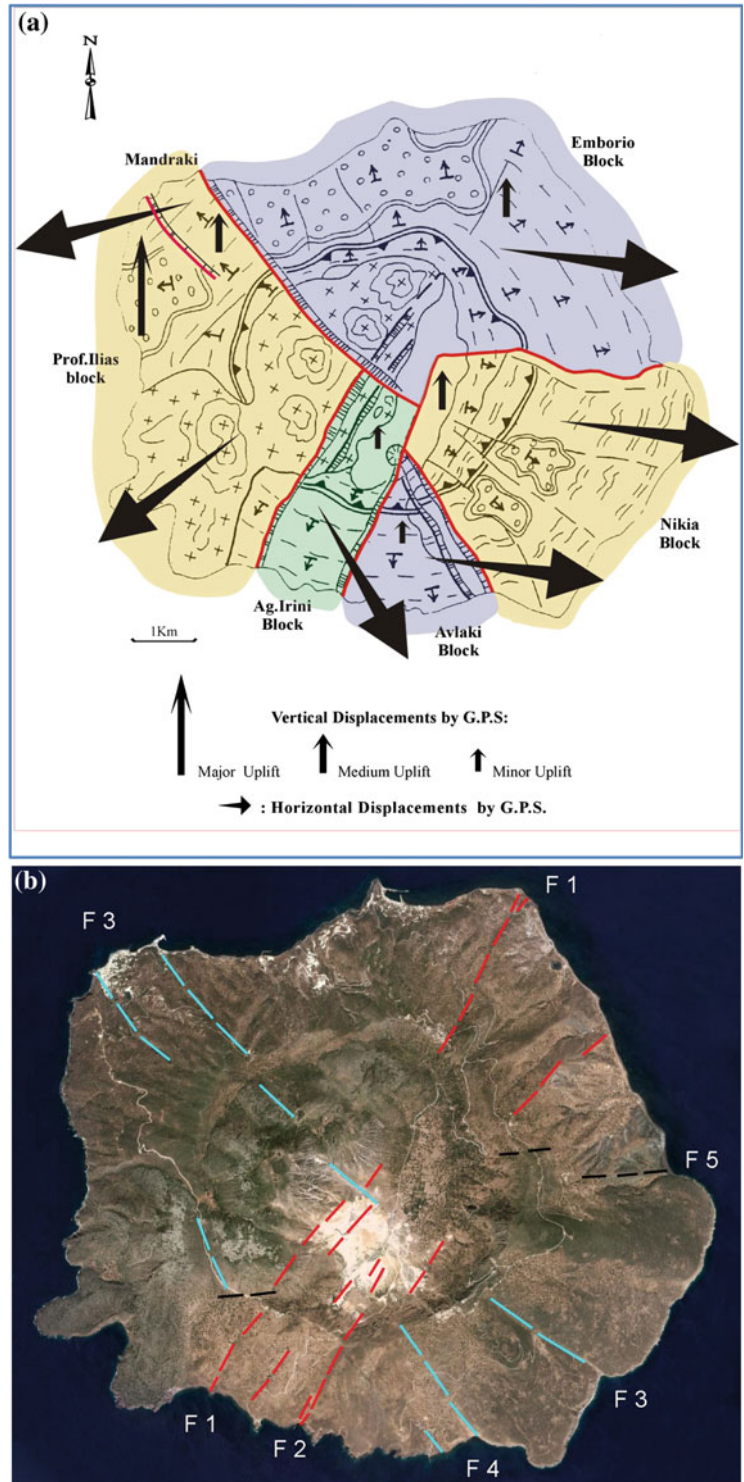 (a)
N
Mandraki
Emborio
Block
Prof.Ilias
block
Nikia
Block
Ag.Irini
Block
Avlaki
Block
1Km
Vertical Displacements by G.P.S:
Major Uplift
Medium Uplift
Minor Uplift
: Horizontal Displacements by G.P.S.
(b)
F 1
F 3
F 5
F 3
F 1
F 2
F 4